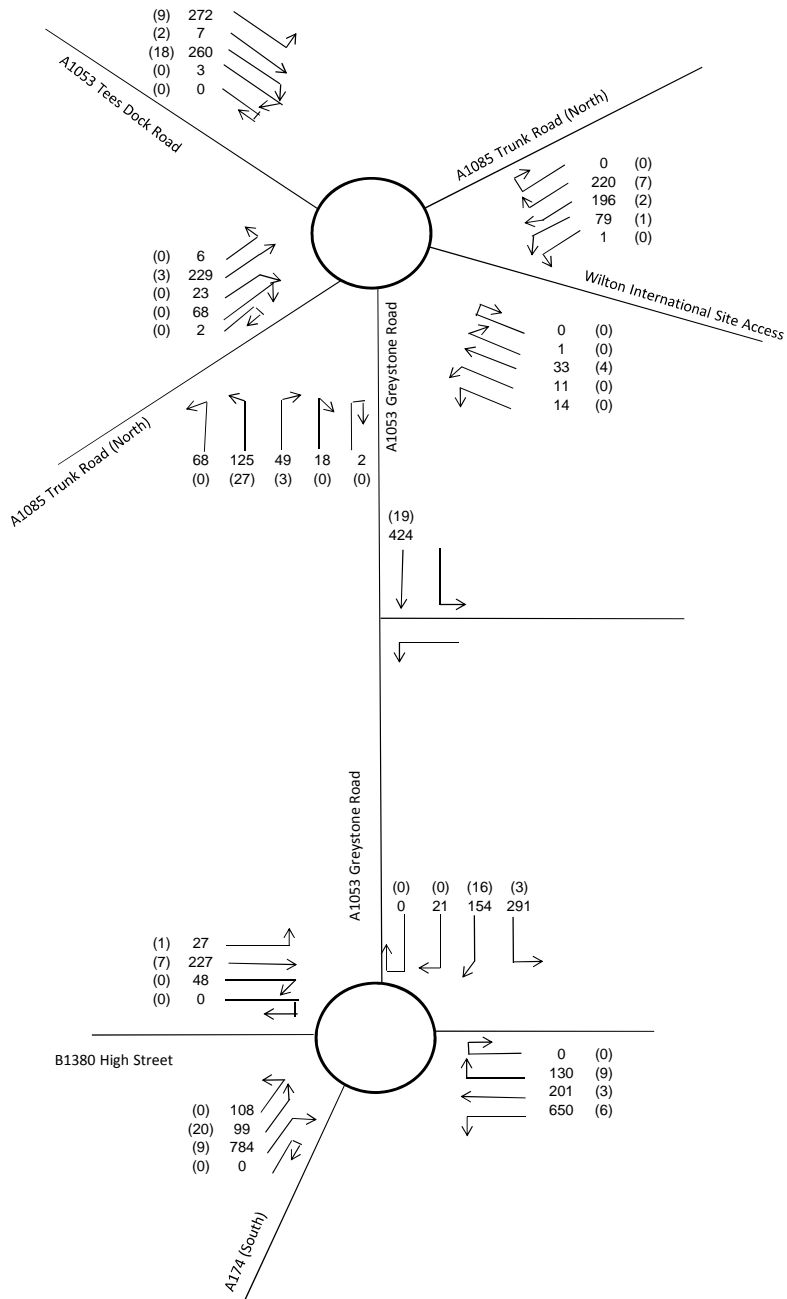 (9) 272
(2) 7
(18) 260
(0) 3
(0) 0
A1053 Tees Dock Road
A1085 Trunk Road (North)
0 (0)
220 (7)
196 (2)
79 (1)
1 (0)
(0) 6
(3) 229
(0) 23
(0) 68
(0) 2
Wilton International Site Access
0 (0)
1 (0)
33 (4)
11 (0)
14 (0)
A1085 Trunk Road (North)
A1053 Greystone Road
68 125 49 18 2
(0) (27) (3) (0) (0)
(19)
424
A1053 Greystone Road
(0) (0) (16) (3)
0 21 154 291
(1) 27
(7) 227
(0) 48
(0) 0
B1380 High Street
0 (0)
130 (9)
201 (3)
650 (6)
(0) 108
(20) 99
(9) 784
(0) 0
A174 (South)